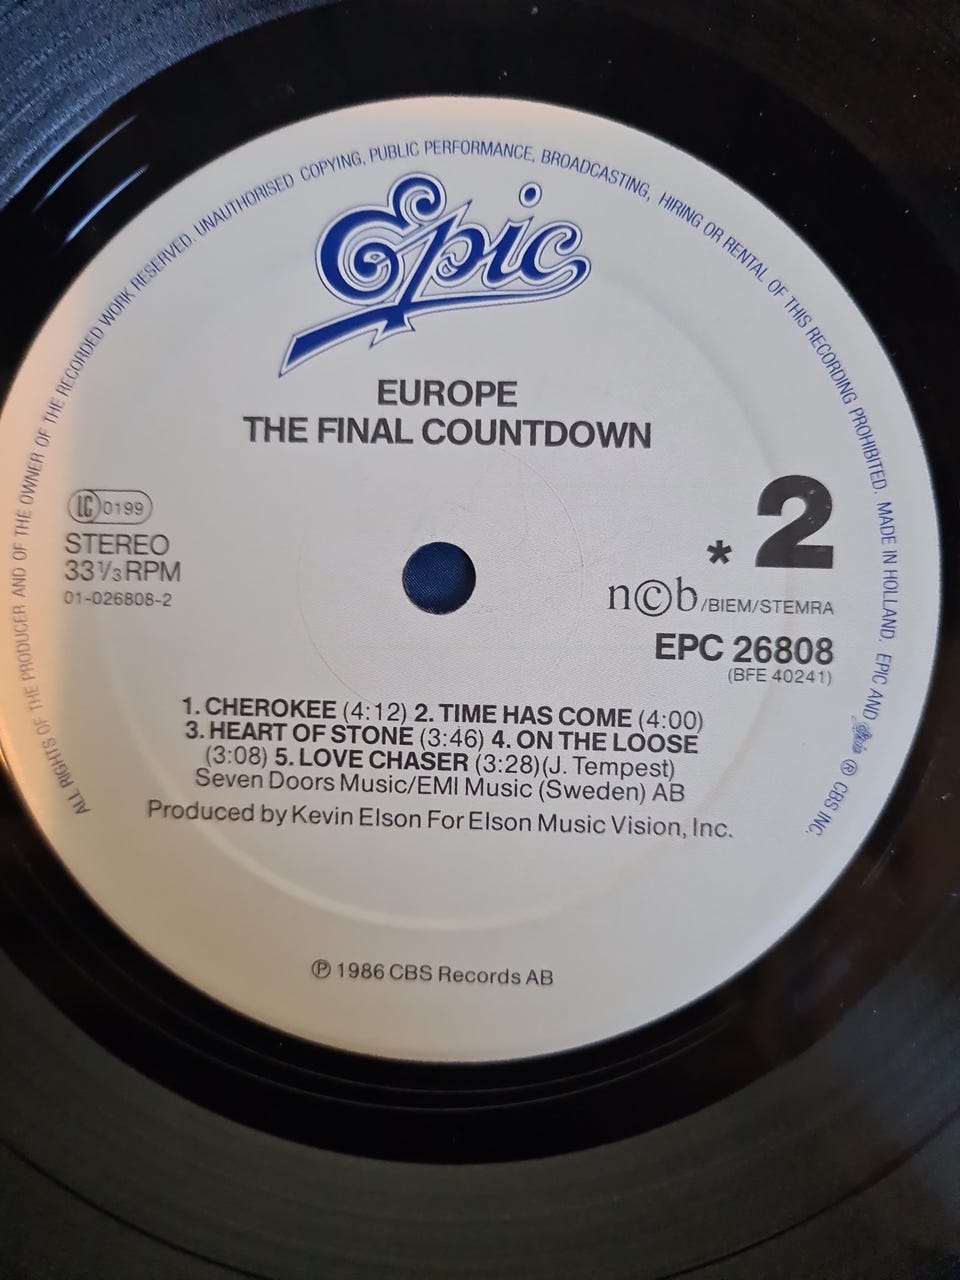 ALL RIGHTS OF THE PRODUCER AND OF THE OWNER OF THE RECORDED WORK RESERVED. UNAUTHORISED COPYING, PUBLIC PERFORMANCE, BROADCASTING, HIRING OR RENTAL OF THIS RECORDING PROHIBITED. MADE IN HOLLAND. EPIC AND Epic ® CBS INC.
Epic
EUROPE
THE FINAL COUNTDOWN
LC 0199
STEREO
33⅓ RPM
01-026808-2
* 2
n©b/BIEM/STEMRA
EPC 26808
(BFE 40241)
1. CHEROKEE (4:12) 2. TIME HAS COME (4:00)
3. HEART OF STONE (3:46) 4. ON THE LOOSE
(3:08) 5. LOVE CHASER (3:28)(J. Tempest)
Seven Doors Music/EMI Music (Sweden) AB
Produced by Kevin Elson For Elson Music Vision, Inc.
℗ 1986 CBS Records AB